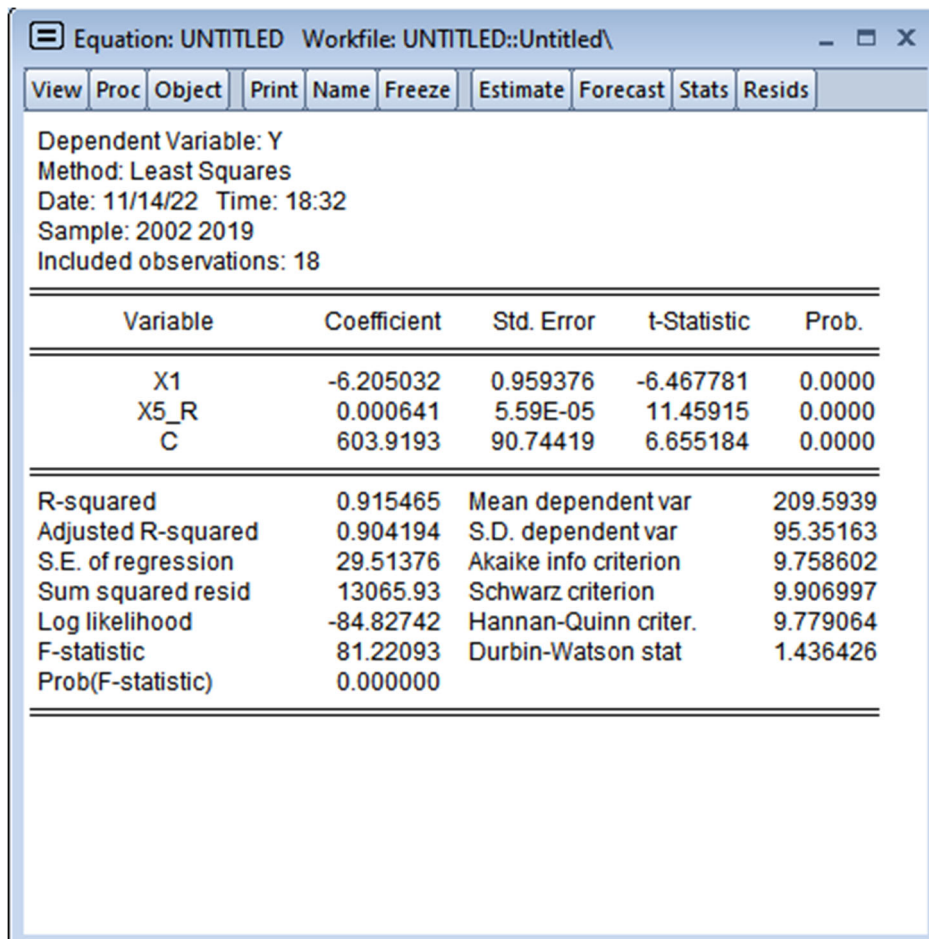 Equation: UNTITLED Workfile: UNTITLED::Untitled\
View Proc Object Print Name Freeze Estimate Forecast Stats Resids
Dependent Variable: Y
Method: Least Squares
Date: 11/14/22 Time: 18:32
Sample: 2002 2019
Included observations: 18
Variable Coefficient Std. Error t-Statistic Prob.
X1 -6.205032 0.959376 -6.467781 0.0000
X5_R 0.000641 5.59E-05 11.45915 0.0000
C 603.9193 90.74419 6.655184 0.0000
R-squared 0.915465 Mean dependent var 209.5939
Adjusted R-squared 0.904194 S.D. dependent var 95.35163
S.E. of regression 29.51376 Akaike info criterion 9.758602
Sum squared resid 13065.93 Schwarz criterion 9.906997
Log likelihood -84.82742 Hannan-Quinn criter. 9.779064
F-statistic 81.22093 Durbin-Watson stat 1.436426
Prob(F-statistic) 0.000000